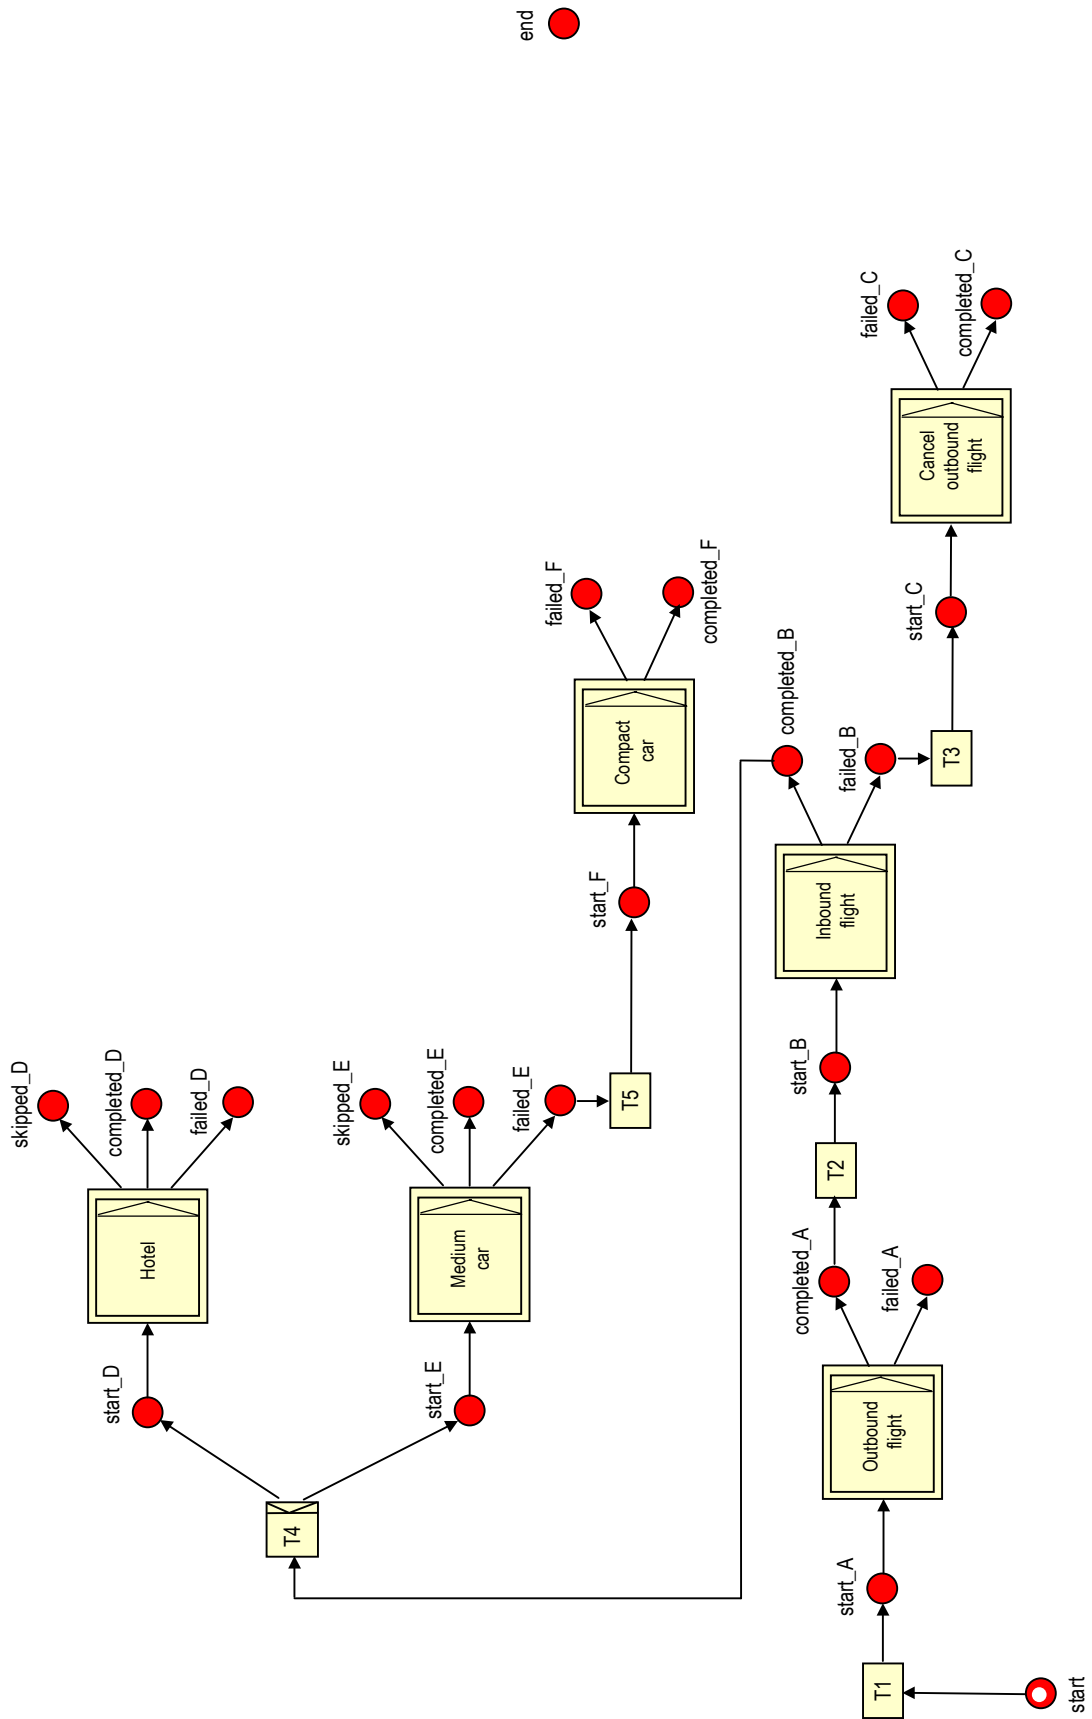 end
skipped_D
completed_D
failed_D
Hotel
start_D
skipped_E
completed_E
failed_E
Medium
car
start_E
T4
T5
start_F
Compact
car
failed_F
completed_F
start
T1
start_A
Outbound
flight
completed_A
failed_A
T2
start_B
Inbound
flight
completed_B
failed_B
T3
start_C
Cancel
outbound
flight
failed_C
completed_C